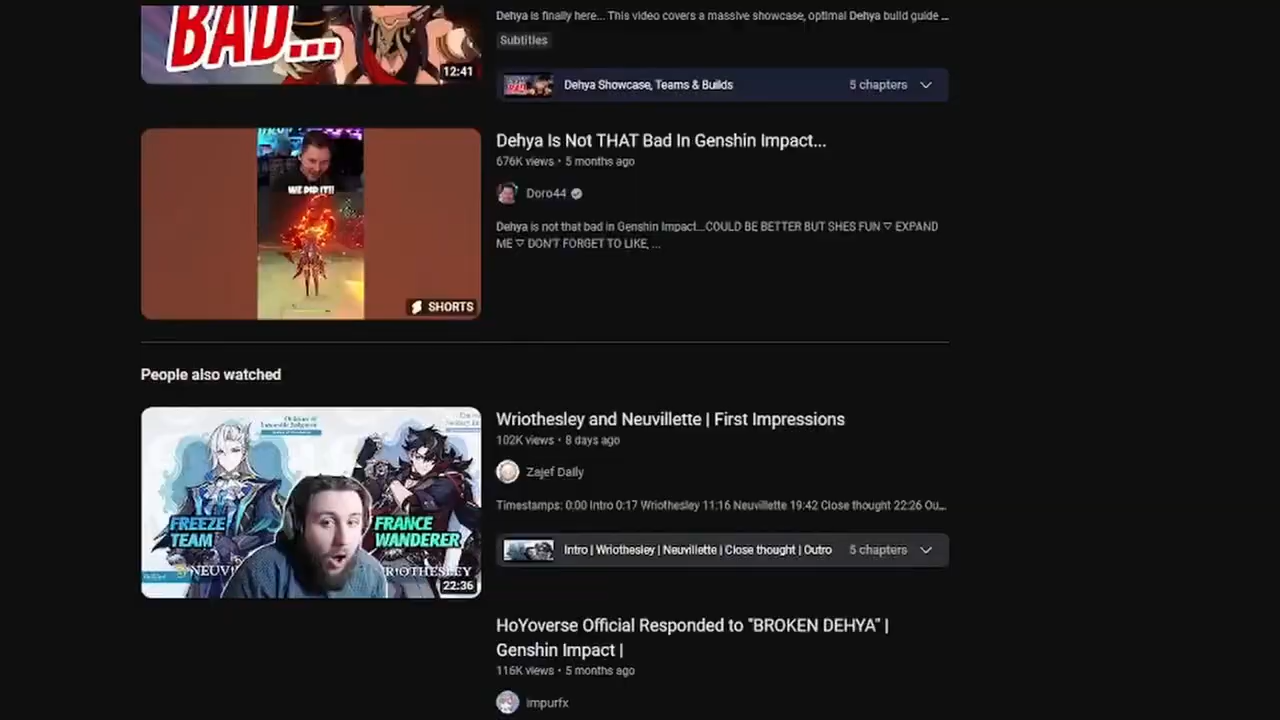 BAD...
12:41
Dehya is finally here... This video covers a massive showcase, optimal Dehya build guide ...
Subtitles
Dehya Showcase, Teams & Builds
5 chapters
WE DID IT!!
SHORTS
Dehya Is Not THAT Bad In Genshin Impact...
676K views • 5 months ago
Doro44
Dehya is not that bad in Genshin Impact...COULD BE BETTER BUT SHES FUN ▽ EXPAND
ME ▽ DON'T FORGET TO LIKE, ...
People also watched
FREEZE
TEAM
FRANCE
WANDERER
22:36
Wriothesley and Neuvillette | First Impressions
102K views • 8 days ago
Zajef Daily
Timestamps: 0:00 Intro 0:17 Wriothesley 11:16 Neuvillette 19:42 Close thought 22:26 Ou...
Intro | Wriothesley | Neuvillette | Close thought | Outro
5 chapters
HoYoverse Official Responded to "BROKEN DEHYA" |
Genshin Impact |
116K views • 5 months ago
impurfx